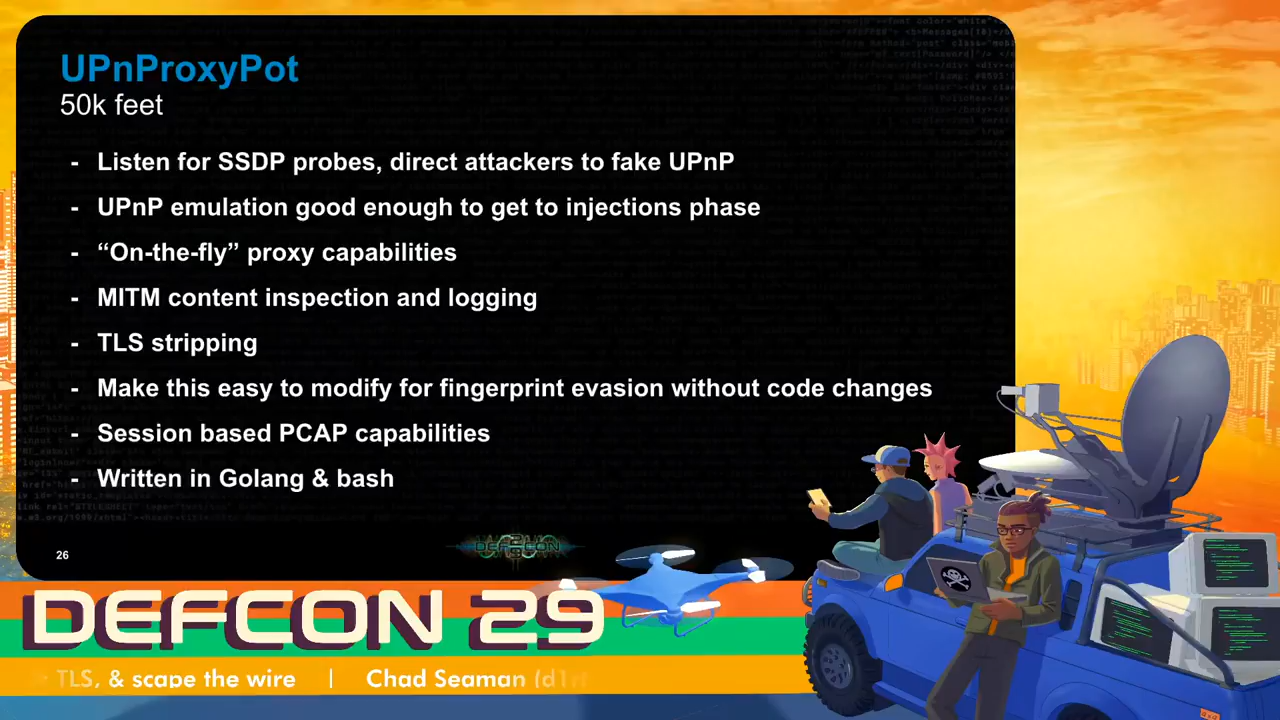 UPnProxyPot
50k feet
- Listen for SSDP probes, direct attackers to fake UPnP
- UPnP emulation good enough to get to injections phase
- “On-the-fly” proxy capabilities
- MITM content inspection and logging
- TLS stripping
- Make this easy to modify for fingerprint evasion without code changes
- Session based PCAP capabilities
- Written in Golang & bash
26
DEFCON
DEFCON 29
TLS, & scape the wire | Chad Seaman